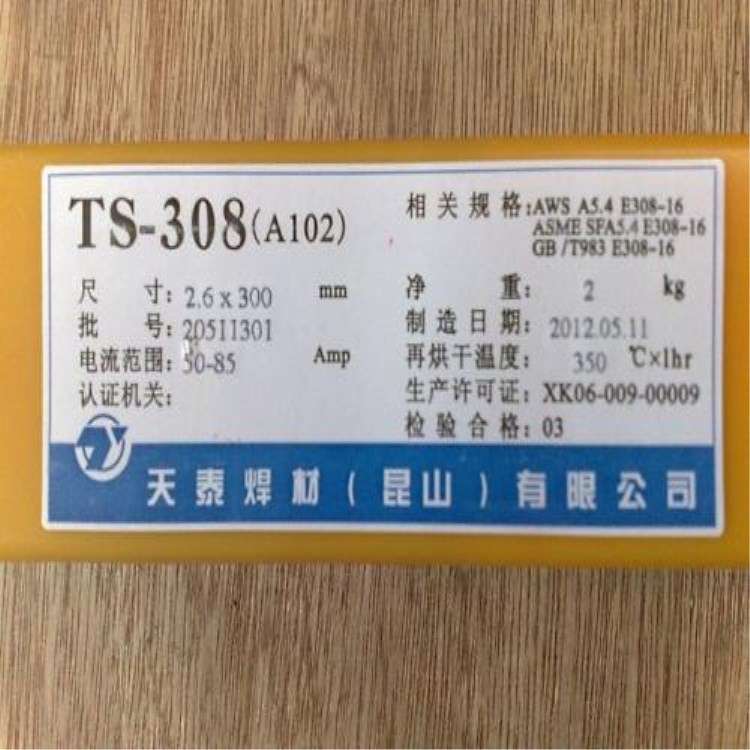 TS-308(A102)
相关规格:AWS A5.4 E308-16
ASME SFA5.4 E308-16
GB /T983 E308-16
尺 寸: 2.6 x 300 mm
净 重: 2 kg
批 号: 20511301
制造日期: 2012.05.11
电流范围: 50-85 Amp
再烘干温度: 350 ℃×1hr
认证机关:
生产许可证: XK06-009-00009
检验合格: 03
天泰焊材(昆山)有限公司